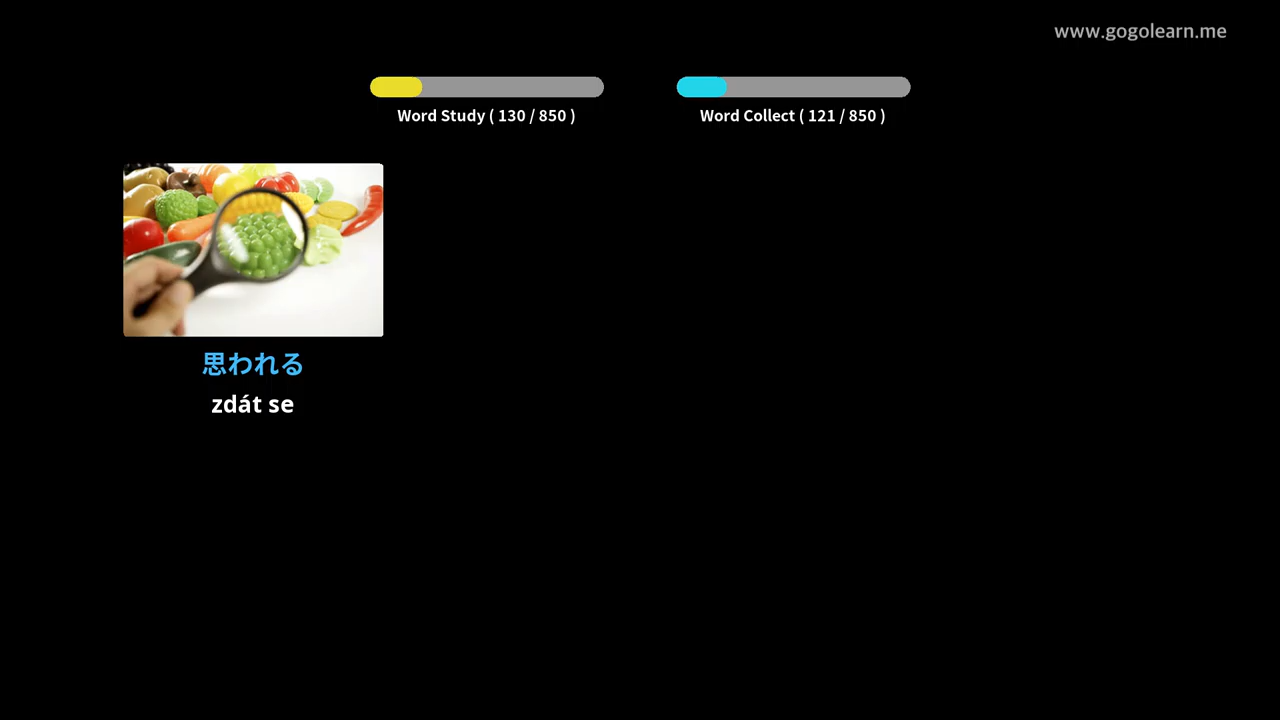 www.gogolearn.me
Word Study ( 130 / 850 )
Word Collect ( 121 / 850 )
思われる
zdát se